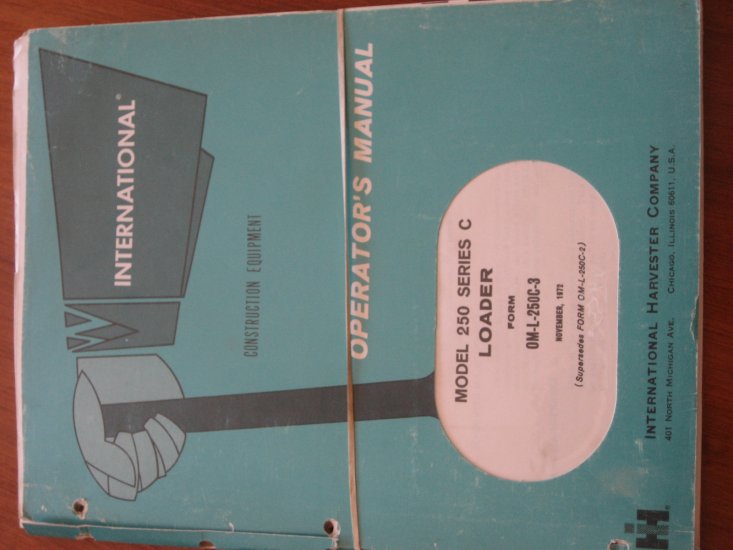 INTERNATIONAL®
CONSTRUCTION EQUIPMENT
OPERATOR'S MANUAL
MODEL 250 SERIES C
LOADER
FORM
OM-L-250C-3
NOVEMBER, 1972
(Supersedes FORM OM-L-250C-2)
INTERNATIONAL HARVESTER COMPANY
401 NORTH MICHIGAN AVE. CHICAGO, ILLINOIS 60611, U.S.A.
IH®